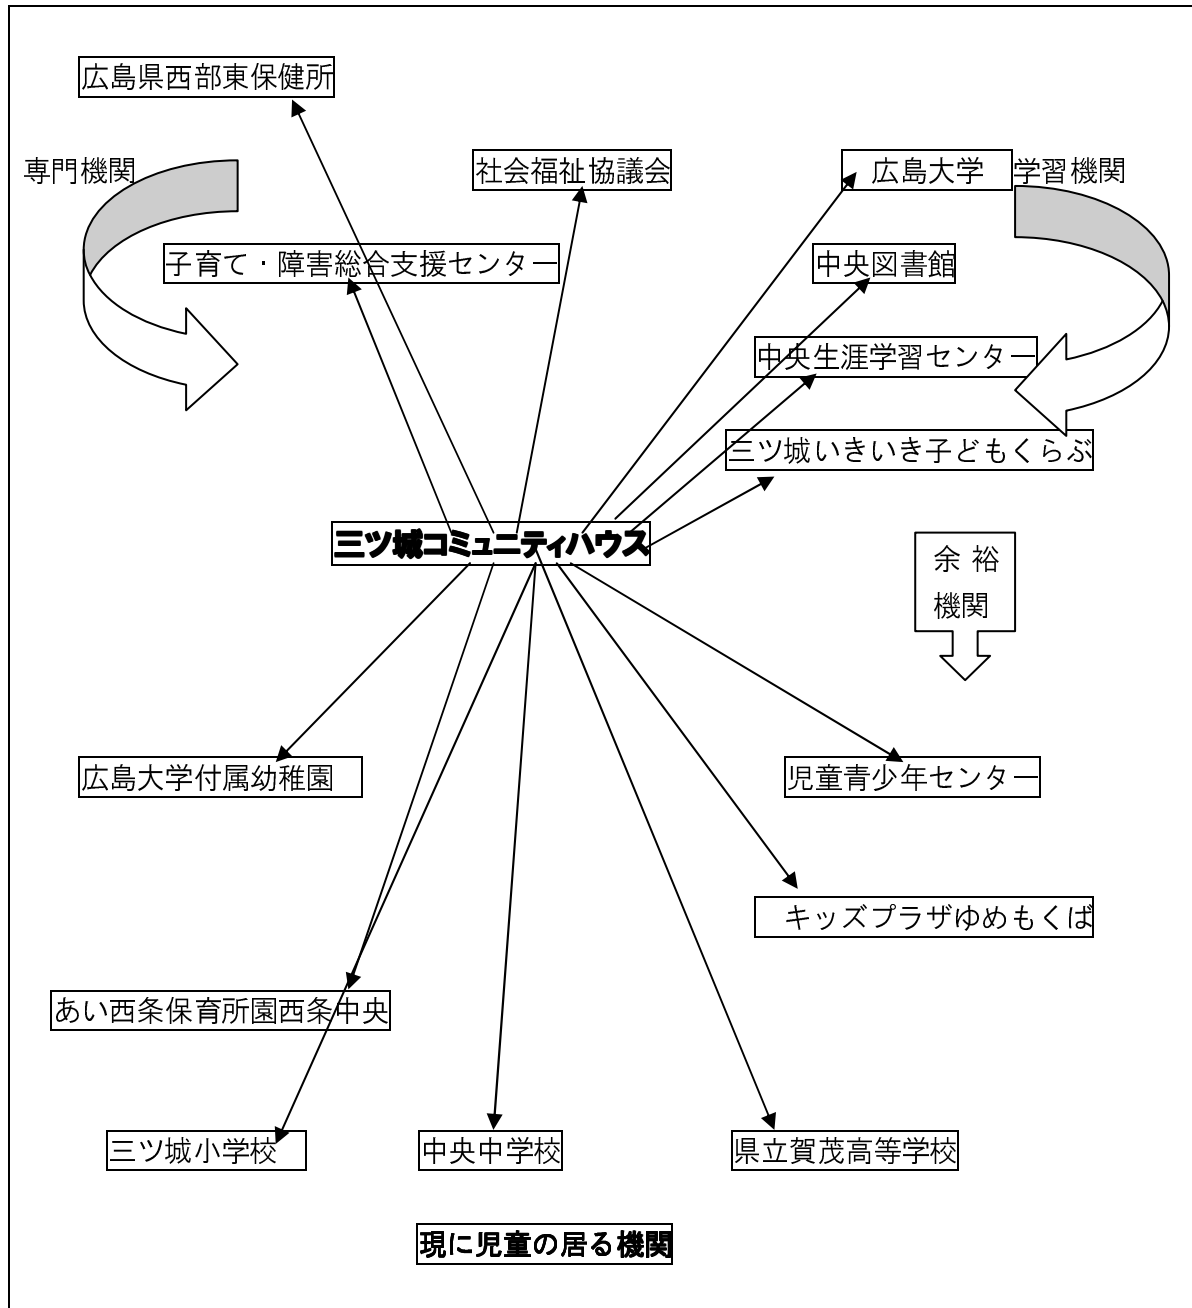 広島県西部東保健所
専門機関
社会福祉協議会
広島大学
学習機関
子育て・障害総合支援センター
中央図書館
中央生涯学習センター
三ツ城いきいき子どもくらぶ
三ツ城コミュニティハウス
余 裕
機関
広島大学付属幼稚園
児童青少年センター
キッズプラザゆめもくば
あい西条保育所園西条中央
三ツ城小学校
中央中学校
県立賀茂高等学校
現に児童の居る機関